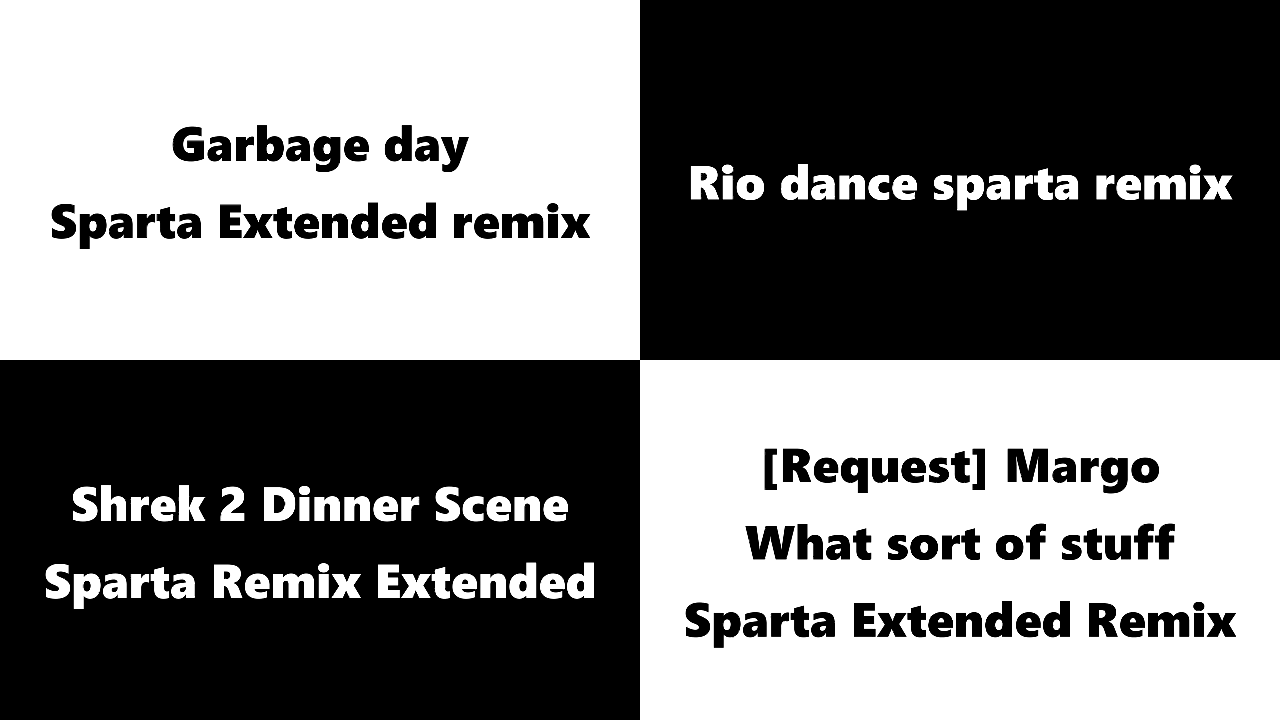 Garbage day
Sparta Extended remix
Rio dance sparta remix
Shrek 2 Dinner Scene
Sparta Remix Extended
[Request] Margo
What sort of stuff
Sparta Extended Remix